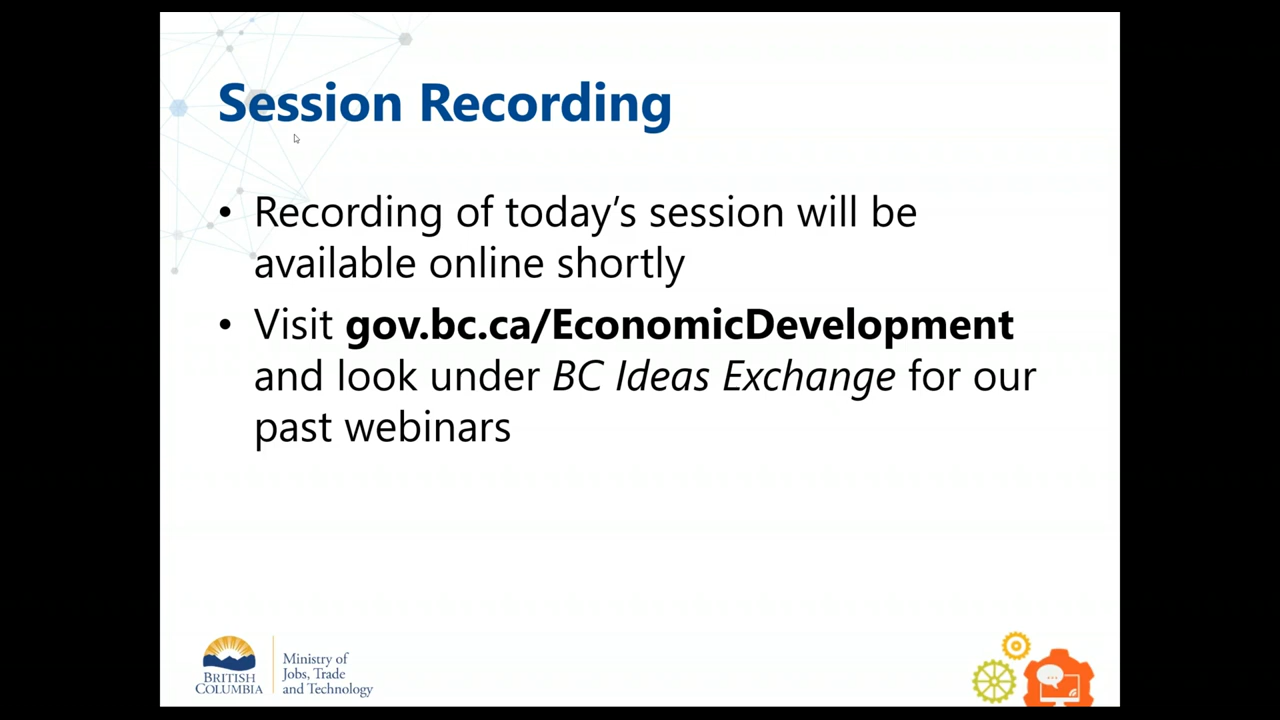 Session Recording
• Recording of today's session will be
available online shortly
• Visit gov.bc.ca/EconomicDevelopment
and look under BC Ideas Exchange for our
past webinars
BRITISH
COLUMBIA
Ministry of
Jobs, Trade
and Technology